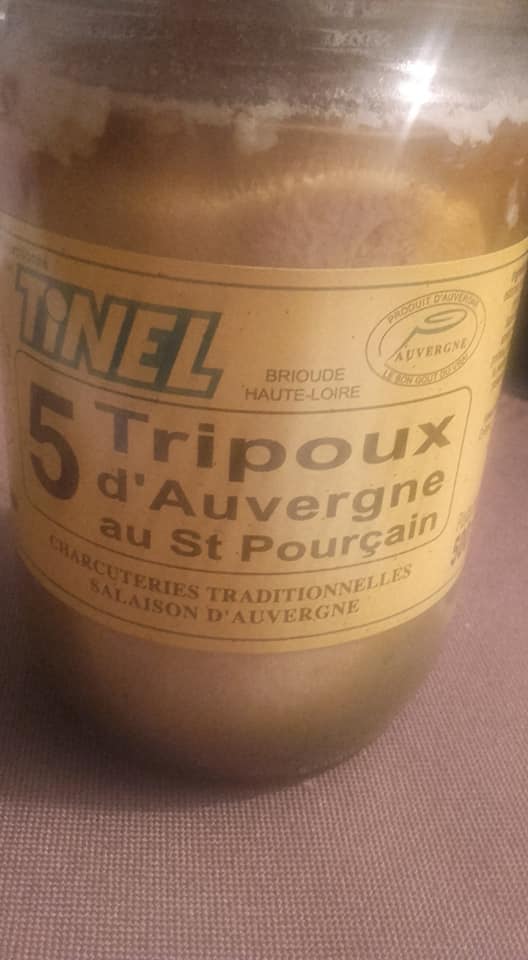 TiNEL
BRIOUDE
HAUTE-LOIRE
PRODUIT D'AUVERGNE
AUVERGNE
5 Tripoux
d'Auvergne
au St Pourçain
CHARCUTERIES TRADITIONNELLES
SALAISON D'AUVERGNE